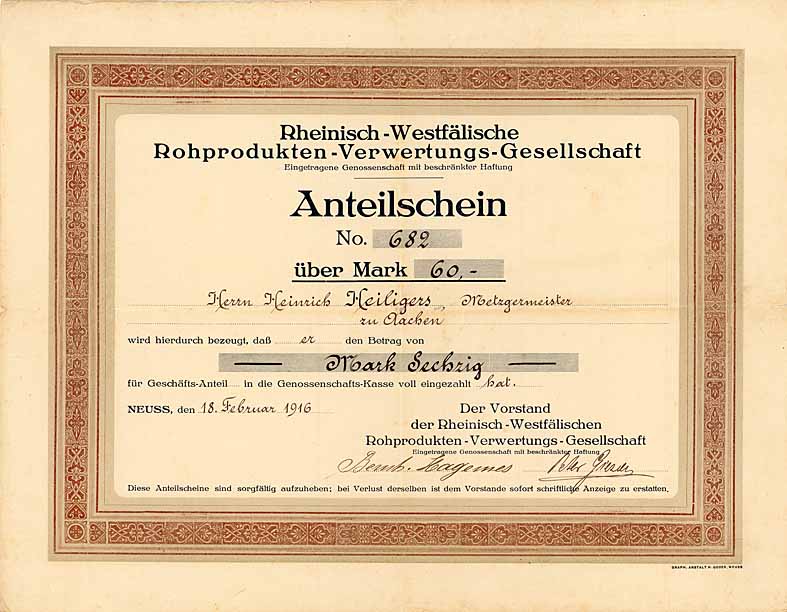 Rheinisch-Westfälische
Rohprodukten-Verwertungs-Gesellschaft
Eingetragene Genossenschaft mit beschränkter Haftung
Anteilschein
No. 682
über Mark 60,-
Herrn Heinrich Heiligers, Metzgermeister
zu Aachen
wird hierdurch bezeugt, daß er den Betrag von
Mark Sechzig
für Geschäfts-Anteil in die Genossenschafts-Kasse voll eingezahlt hat.
NEUSS, den 18. Februar 1916
Der Vorstand
der Rheinisch-Westfälischen
Rohprodukten-Verwertungs-Gesellschaft
Eingetragene Genossenschaft mit beschränkter Haftung
Diese Anteilscheine sind sorgfältig aufzuheben; bei Verlust derselben ist dem Vorstande sofort schriftliche Anzeige zu erstatten.
GRAPH. ANSTALT H. NEUSS